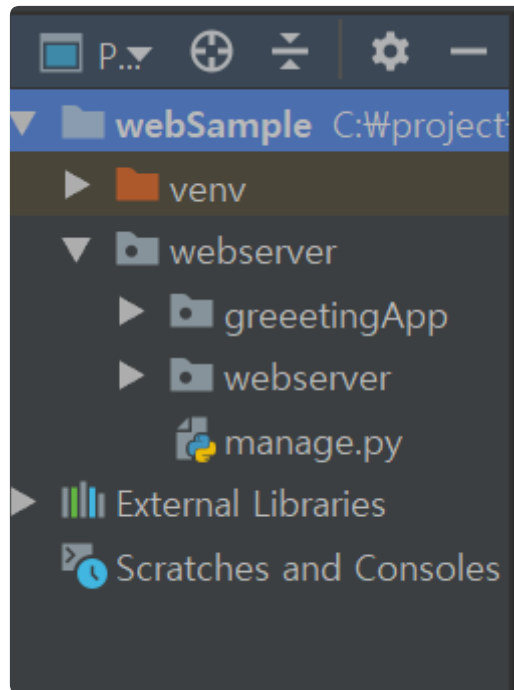 P...
webSample C:₩project
venv
webserver
greeetingApp
webserver
manage.py
External Libraries
Scratches and Consoles